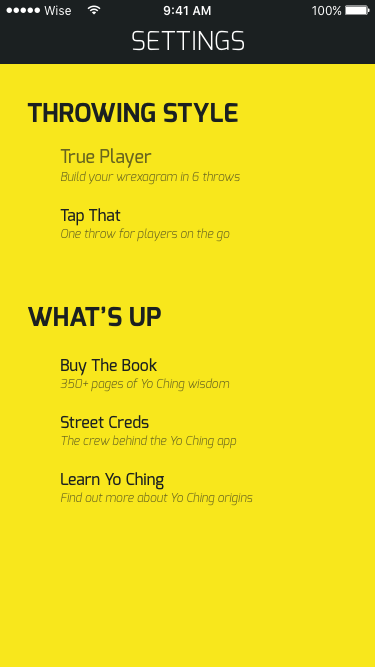 Wise 9:41 AM 100%
SETTINGS
THROWING STYLE
True Player
Build your wrexagram in 6 throws
Tap That
One throw for players on the go
WHAT'S UP
Buy The Book
350+ pages of Yo Ching wisdom
Street Creds
The crew behind the Yo Ching app
Learn Yo Ching
Find out more about Yo Ching origins